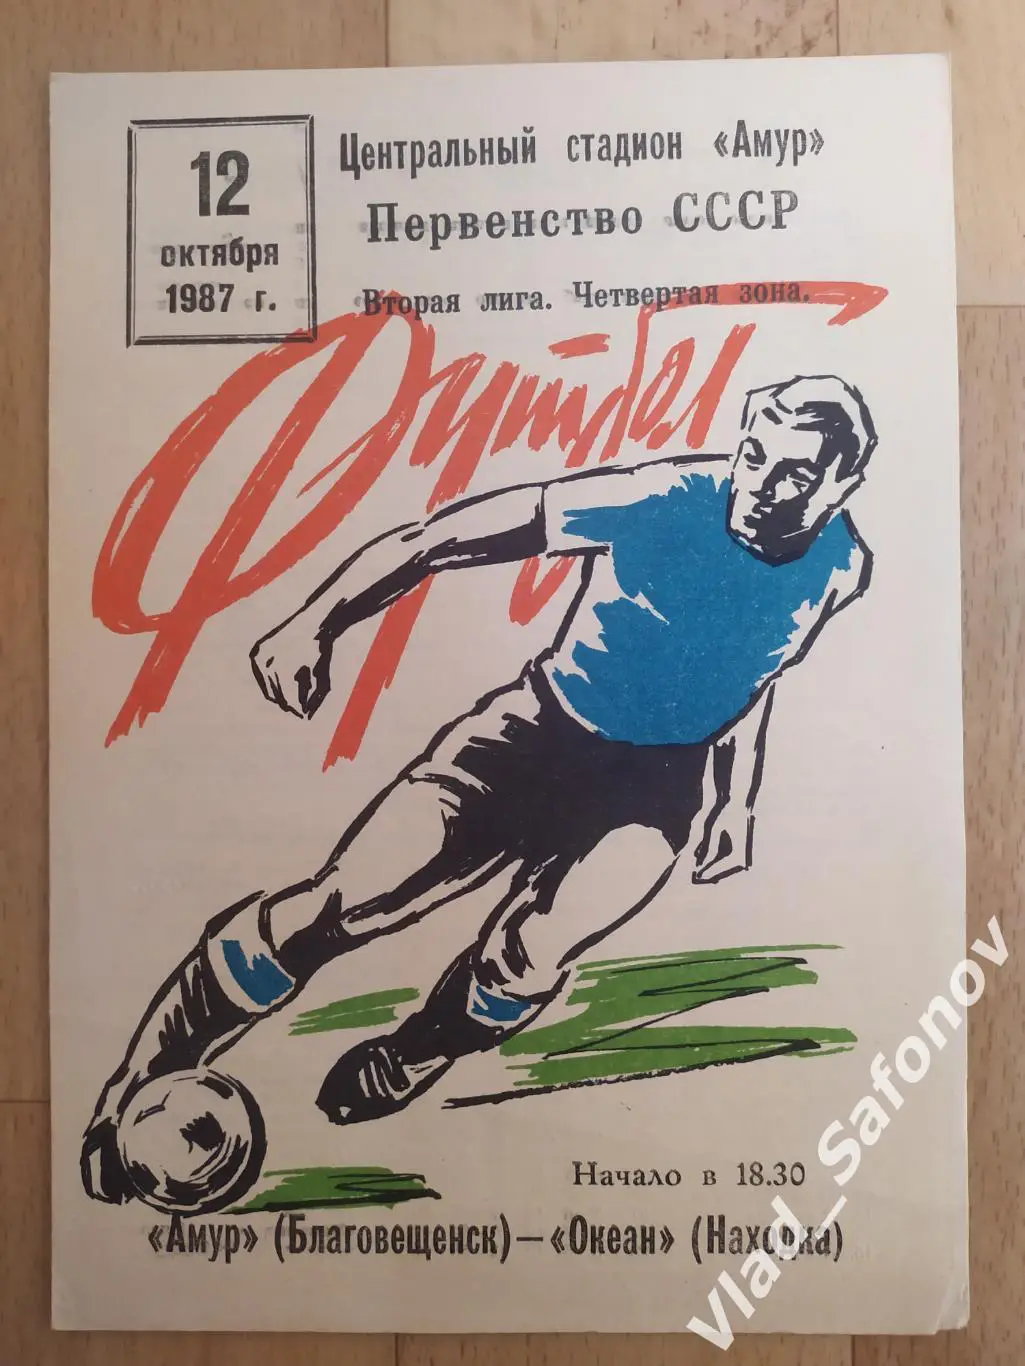 12
октября
1987 г.
Центральный стадион «Амур»
Первенство СССР
Вторая лига. Четвертая зона.
Футбол
Начало в 18.30
«Амур» (Благовещенск) — «Океан» (Находка)
Vlad_Safonov